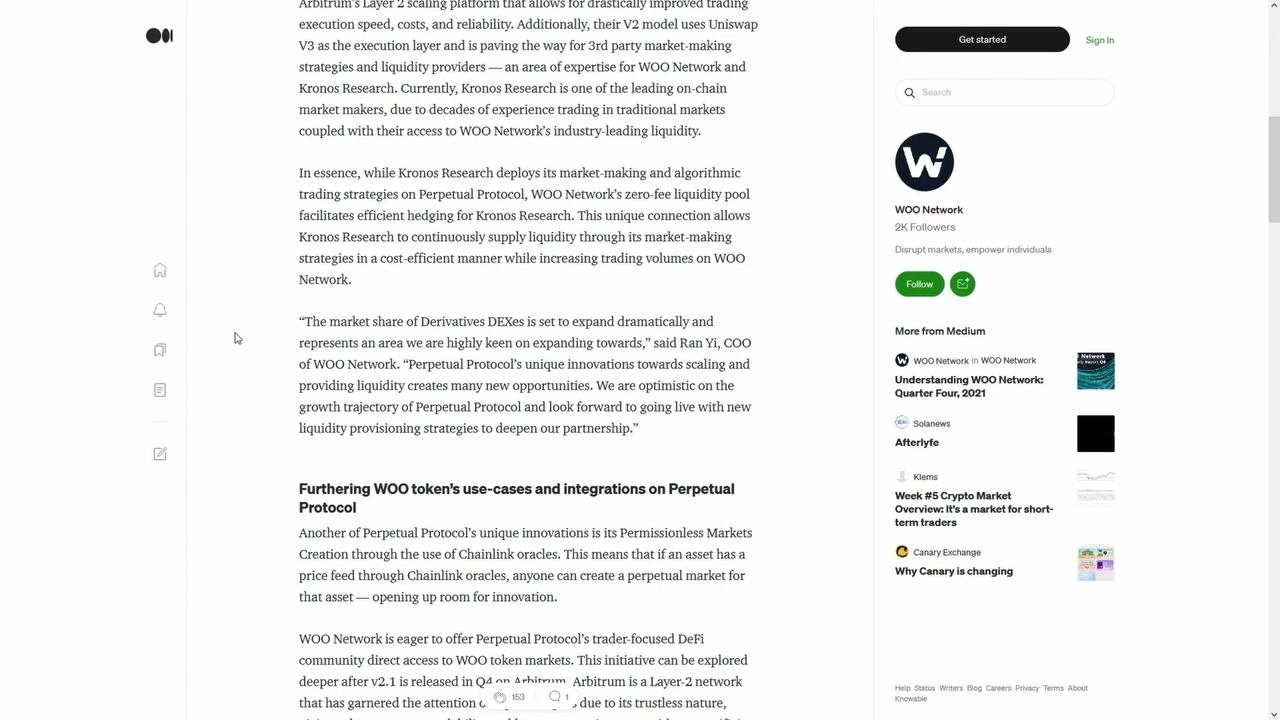 Arbitrum's Layer 2 scaling platform that allows for drastically improved trading
execution speed, costs, and reliability. Additionally, their V2 model uses Uniswap
V3 as the execution layer and is paving the way for 3rd party market-making
strategies and liquidity providers — an area of expertise for WOO Network and
Kronos Research. Currently, Kronos Research is one of the leading on-chain
market makers, due to decades of experience trading in traditional markets
coupled with their access to WOO Network's industry-leading liquidity.
In essence, while Kronos Research deploys its market-making and algorithmic
trading strategies on Perpetual Protocol, WOO Network's zero-fee liquidity pool
facilitates efficient hedging for Kronos Research. This unique connection allows
Kronos Research to continuously supply liquidity through its market-making
strategies in a cost-efficient manner while increasing trading volumes on WOO
Network.
“The market share of Derivatives DEXes is set to expand dramatically and
represents an area we are highly keen on expanding towards,” said Ran Yi, COO
of WOO Network. “Perpetual Protocol's unique innovations towards scaling and
providing liquidity creates many new opportunities. We are optimistic on the
growth trajectory of Perpetual Protocol and look forward to going live with new
liquidity provisioning strategies to deepen our partnership.”
Furthering WOO token's use-cases and integrations on Perpetual
Protocol
Another of Perpetual Protocol's unique innovations is its Permissionless Markets
Creation through the use of Chainlink oracles. This means that if an asset has a
price feed through Chainlink oracles, anyone can create a perpetual market for
that asset — opening up room for innovation.
WOO Network is eager to offer Perpetual Protocol's trader-focused DeFi
community direct access to WOO token markets. This initiative can be explored
deeper after v2.1 is released in Q4 on Arbitrum. Arbitrum is a Layer-2 network
that has garnered the attention of due to its trustless nature,
153
1
Get started
Sign In
Search
WOO Network
2K Followers
Disrupt markets, empower individuals
Follow
More from Medium
WOO Network in WOO Network
Understanding WOO Network:
Quarter Four, 2021
Solanews
Afterlyfe
Klems
Week #5 Crypto Market
Overview: It's a market for short-
term traders
Canary Exchange
Why Canary is changing
Help Status Writers Blog Careers Privacy Terms About
Knowable